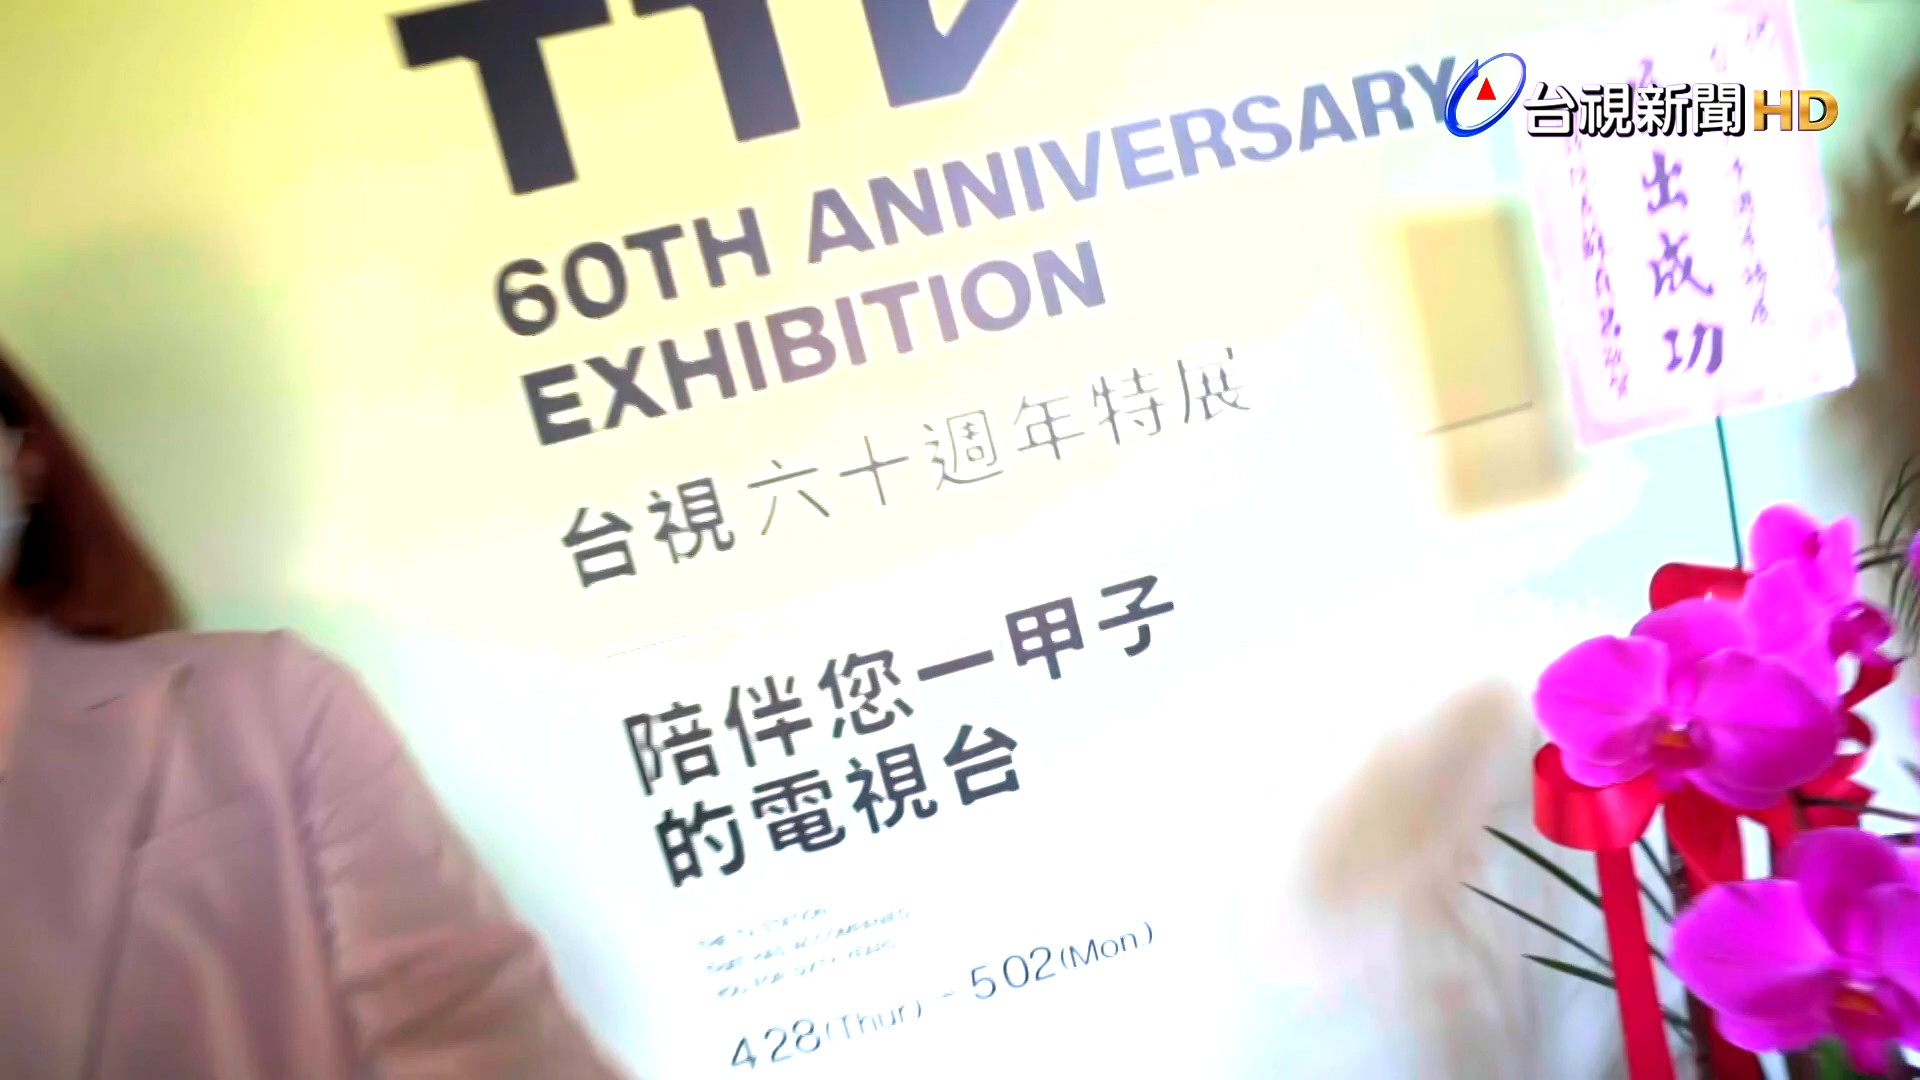 TTV
60TH ANNIVERSARY
EXHIBITION
台視六十週年特展
陪伴您一甲子
的電視台
428(Thur) - 502(Mon)
台視新聞HD
出成功